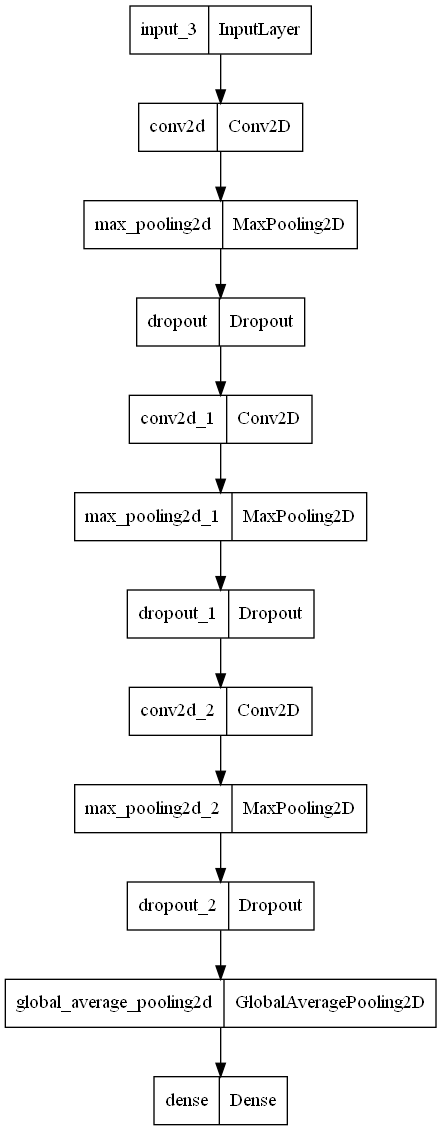 input_3 InputLayer
conv2d Conv2D
max_pooling2d MaxPooling2D
dropout Dropout
conv2d_1 Conv2D
max_pooling2d_1 MaxPooling2D
dropout_1 Dropout
conv2d_2 Conv2D
max_pooling2d_2 MaxPooling2D
dropout_2 Dropout
global_average_pooling2d GlobalAveragePooling2D
dense Dense